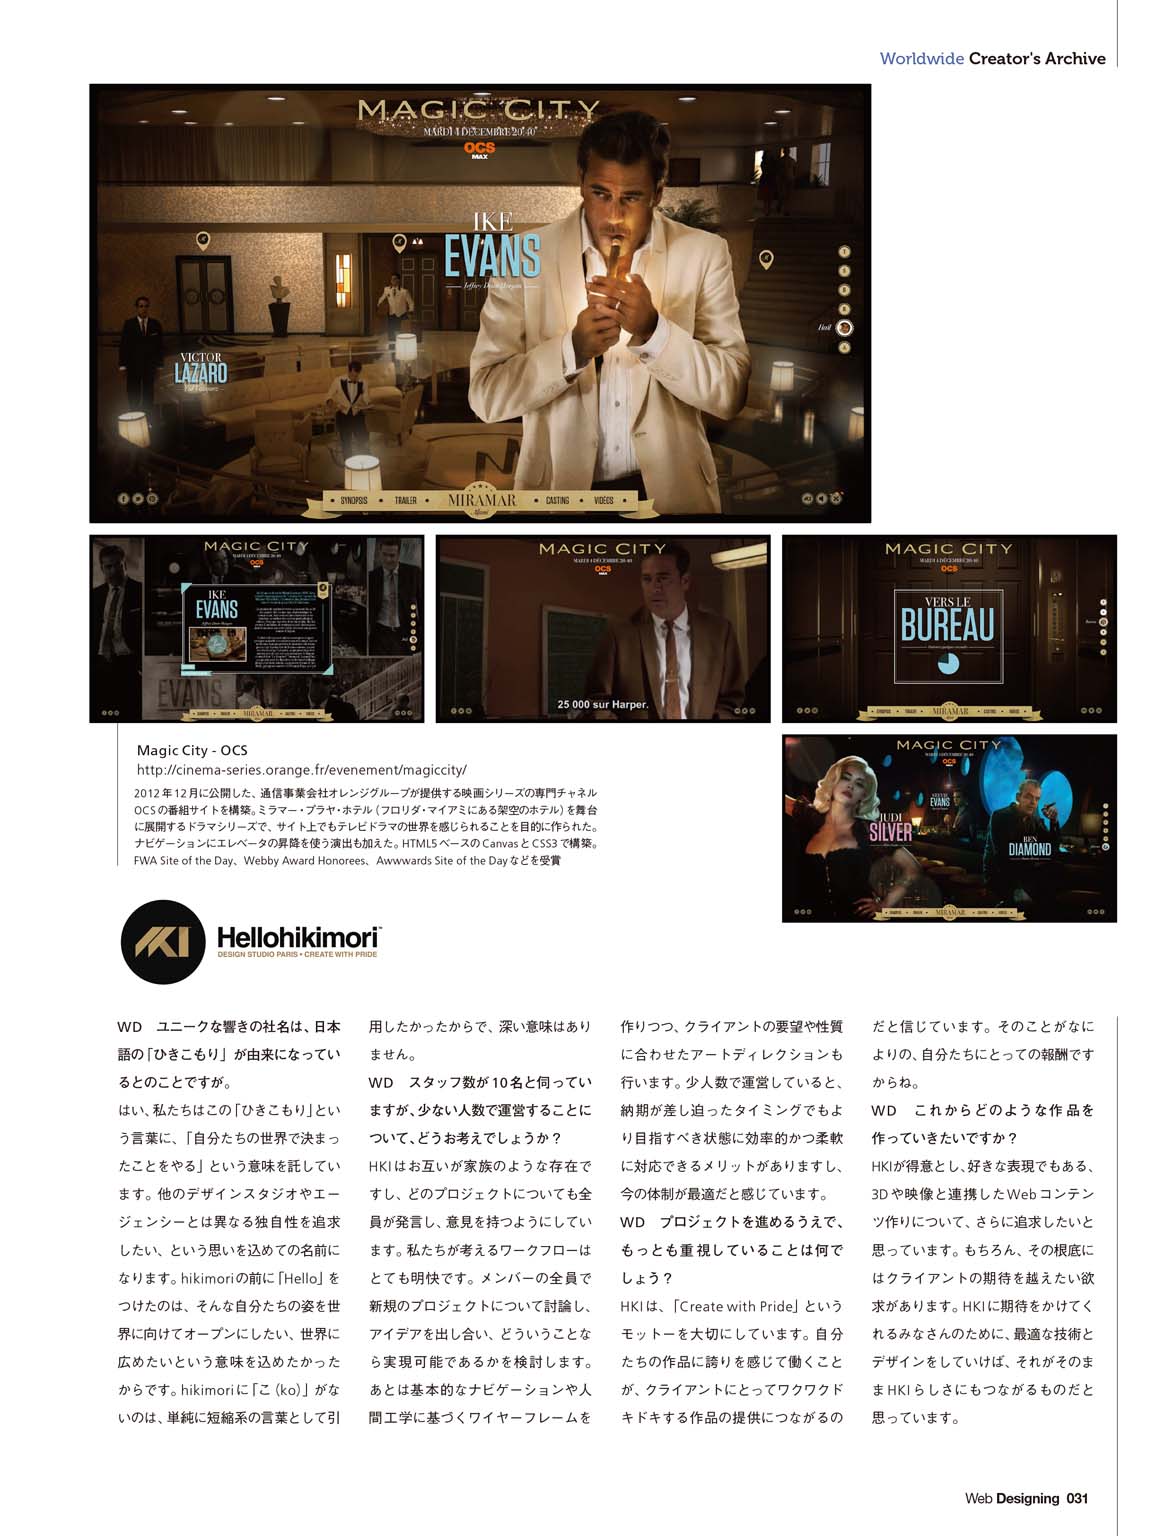 Worldwide Creator's Archive
MAGIC CITY
MARDI 4 DÉCEMBRE 20:40
OCS
MAX
IKE
EVANS
Jeffrey Dean Morgan
VICTOR
LAZARO
Hall
SYNOPSIS
TRAILER
MIRAMAR
Miami
CASTING
VIDÉOS
MAGIC CITY
MARDI 4 DÉCEMBRE 20:40
OCS
MAX
IKE
EVANS
Jeffrey Dean Morgan
EVANS
MIRAMAR
MAGIC CITY
MARDI 4 DÉCEMBRE 20:40
OCS
MAX
25 000 sur Harper.
MAGIC CITY
MARDI 4 DÉCEMBRE 20:40
OCS
MAX
VERS LE
BUREAU
SYNOPSIS
TRAILER
MIRAMAR
CASTING
VIDÉOS
MAGIC CITY
MARDI 4 DÉCEMBRE 20:40
OCS
MAX
STEVIE
EVANS
JUDI
SILVER
BEN
DIAMOND
MIRAMAR
Magic City - OCS
http://cinema-series.orange.fr/evenement/magiccity/
2012年12月に公開した、通信事業会社オレンジグループが提供する映画シリーズの専門チャネル
OCSの番組サイトを構築。ミラマー・プラヤ・ホテル（フロリダ・マイアミにある架空のホテル）を舞台
に展開するドラマシリーズで、サイト上でもテレビドラマの世界を感じられることを目的に作られた。
ナビゲーションにエレベータの昇降を使う演出も加えた。HTML5ベースのCanvasとCSS3で構築。
FWA Site of the Day、Webby Award Honorees、Awwwards Site of the Dayなどを受賞
HKI
Hellohikimori™
DESIGN STUDIO PARIS • CREATE WITH PRIDE
WD　ユニークな響きの社名は、日本
語の「ひきこもり」が由来になってい
るとのことですが。
はい、私たちはこの「ひきこもり」とい
う言葉に、「自分たちの世界で決まっ
たことをやる」という意味を託してい
ます。他のデザインスタジオやエー
ジェンシーとは異なる独自性を追求
したい、という思いを込めての名前に
なります。hikimoriの前に「Hello」を
つけたのは、そんな自分たちの姿を世
界に向けてオープンにしたい、世界に
広めたいという意味を込めたかった
からです。hikimoriに「こ（ko）」がな
いのは、単純に短縮系の言葉として引
用したかったからで、深い意味はあり
ません。
WD　スタッフ数が10名と伺ってい
ますが、少ない人数で運営することに
ついて、どうお考えでしょうか？
HKIはお互いが家族のような存在で
すし、どのプロジェクトについても全
員が発言し、意見を持つようにしてい
ます。私たちが考えるワークフローは
とても明快です。メンバーの全員で
新規のプロジェクトについて討論し、
アイデアを出し合い、どういうことな
ら実現可能であるかを検討します。
あとは基本的なナビゲーションや人
間工学に基づくワイヤーフレームを
作りつつ、クライアントの要望や性質
に合わせたアートディレクションも
行います。少人数で運営していると、
納期が差し迫ったタイミングでもよ
り目指すべき状態に効率的かつ柔軟
に対応できるメリットがありますし、
今の体制が最適だと感じています。
WD　プロジェクトを進めるうえで、
もっとも重視していることは何で
しょう？
HKIは、「Create with Pride」という
モットーを大切にしています。自分
たちの作品に誇りを感じて働くこと
が、クライアントにとってワクワクド
キドキする作品の提供につながるの
だと信じています。そのことがなに
よりの、自分たちにとっての報酬です
からね。
WD　これからどのような作品を
作っていきたいですか？
HKIが得意とし、好きな表現でもある、
3Dや映像と連携したWebコンテン
ツ作りについて、さらに追求したいと
思っています。もちろん、その根底に
はクライアントの期待を越えたい欲
求があります。HKIに期待をかけてく
れるみなさんのために、最適な技術と
デザインをしていけば、それがそのま
まHKIらしさにもつながるものだと
思っています。
Web Designing 031